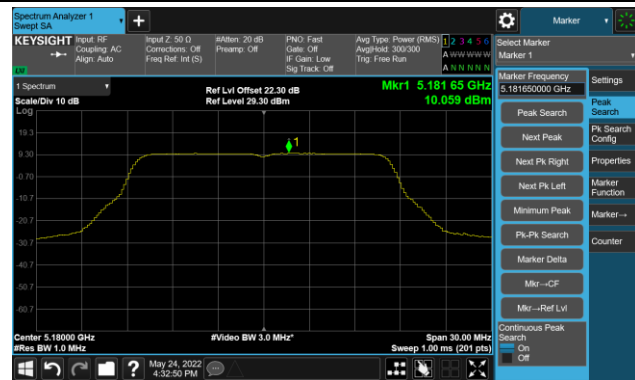 Spectrum Analyzer 1
Swept SA
+
Marker
KEYSIGHT
Input: RF
Coupling: AC
Align: Auto
Input Z: 50 Ω
Corrections: Off
Freq Ref: Int (S)
#Atten: 20 dB
Preamp: Off
PNO: Fast
Gate: Off
IF Gain: Low
Sig Track: Off
Avg Type: Power (RMS)
Avg|Hold: 300/300
Trig: Free Run
1 2 3 4 5 6
A W W W W W
A N N N N N
LW
Select Marker
Marker 1
1 Spectrum
Scale/Div 10 dB
Log
Ref Lvl Offset 22.30 dB
Ref Level 29.30 dBm
Mkr1 5.181 65 GHz
10.059 dBm
19.3
9.30
-0.70
-10.7
-20.7
-30.7
-40.7
-50.7
-60.7
1
Center 5.18000 GHz
#Res BW 1.0 MHz
#Video BW 3.0 MHz*
Span 30.00 MHz
Sweep 1.00 ms (201 pts)
Marker Frequency
5.181650000 GHz
Peak Search
Next Peak
Next Pk Right
Next Pk Left
Minimum Peak
Pk-Pk Search
Marker Delta
Mkr→CF
Mkr→Ref Lvl
Continuous Peak
Search
On
Off
Settings
Peak
Search
Pk Search
Config
Properties
Marker
Function
Marker→
Counter
?
May 24, 2022
4:32:50 PM